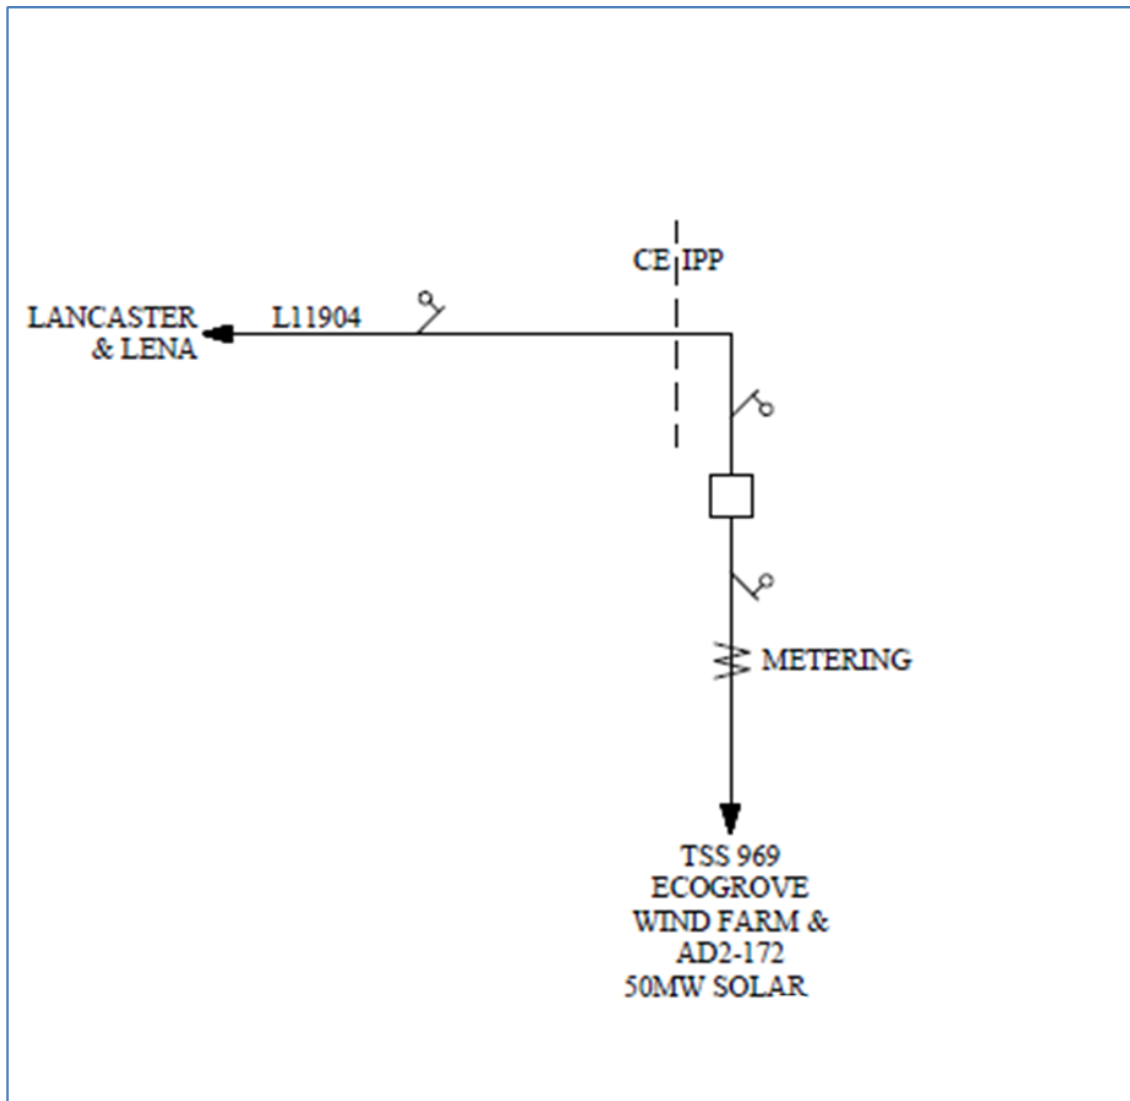 CE IPP
LANCASTER
& LENA
L11904
METERING
TSS 969
ECOGROVE
WIND FARM &
AD2-172
50MW SOLAR